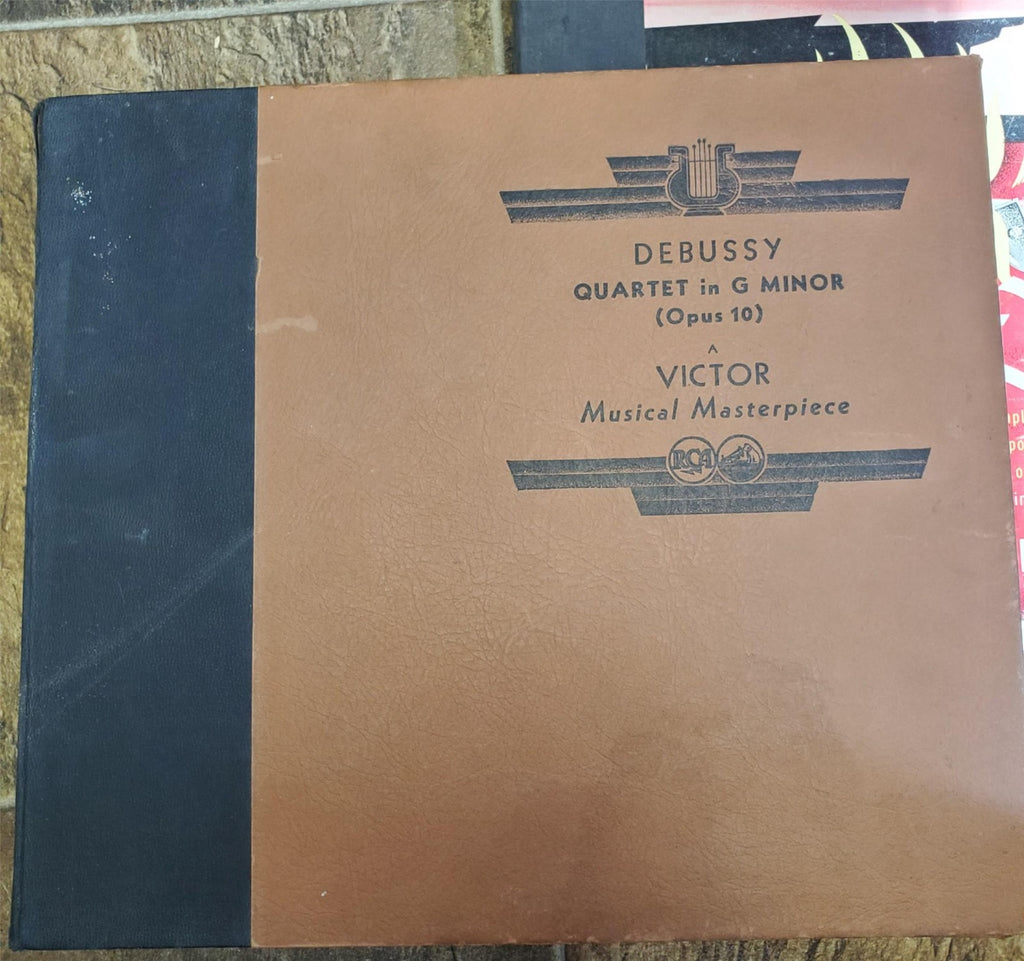 DEBUSSY
QUARTET in G MINOR
(Opus 10)
A
VICTOR
Musical Masterpiece
RCA